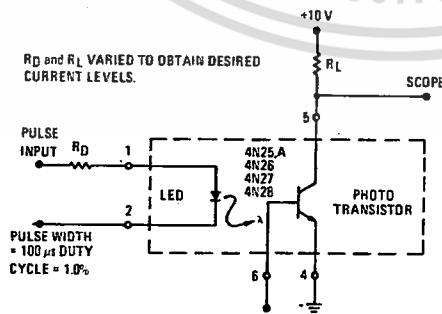 +10 V
RD and RL VARIED TO OBTAIN DESIRED
CURRENT LEVELS.
RL
SCOPE
5
PULSE
INPUT
RD
1
4N25,A
4N26
4N27
4N28
LED
λ
PHOTO
TRANSISTOR
2
PULSE WIDTH
= 100 μs DUTY
CYCLE = 1.0%
6
4